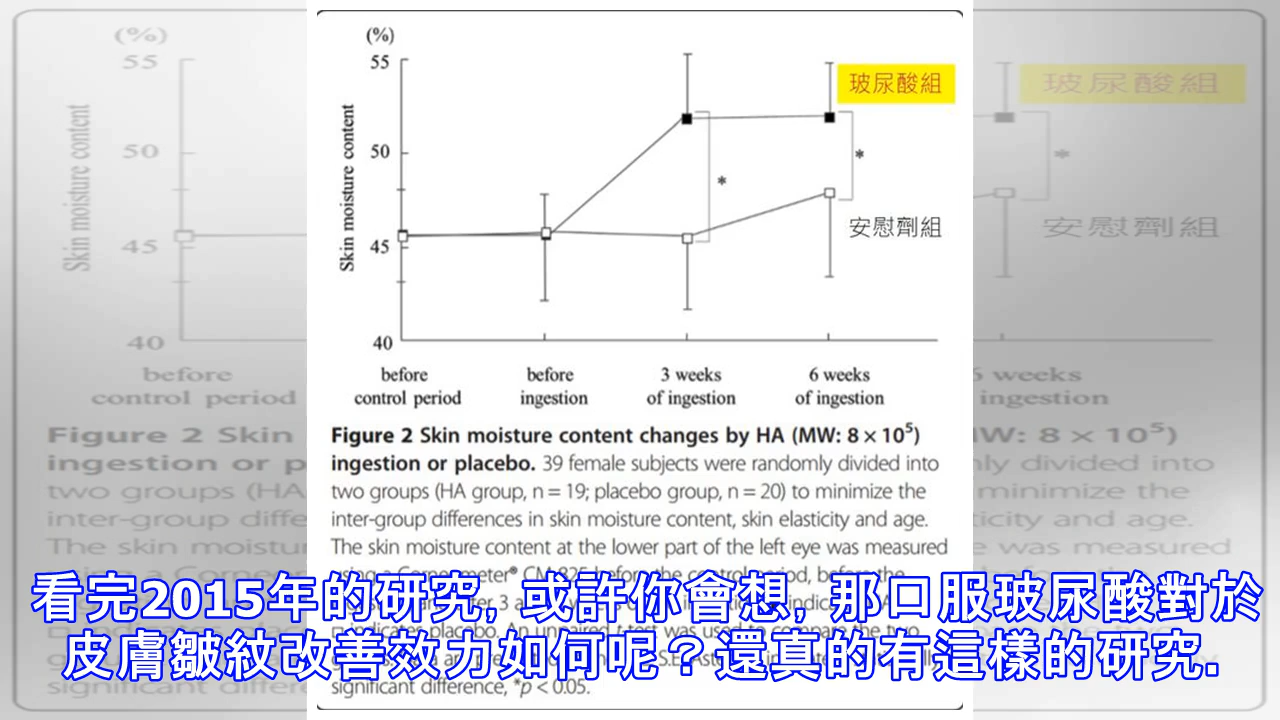 (%)
55
玻尿酸組
50
Skin moisture content
*
*
安慰劑組
45
40
before before 3 weeks 6 weeks
control period ingestion of ingestion of ingestion
Figure 2 Skin moisture content changes by HA (MW: 8 × 10⁵)
ingestion or placebo. 39 female subjects were randomly divided into
two groups (HA group, n = 19; placebo group, n = 20) to minimize the
inter-group differences in skin moisture content, skin elasticity and age.
The skin moisture content at the lower part of the left eye was measured
看完2015年的研究, 或許你會想, 那口服玻尿酸對於
皮膚皺紋改善效力如何呢？還真的有這樣的研究.
significant difference, *p < 0.05.